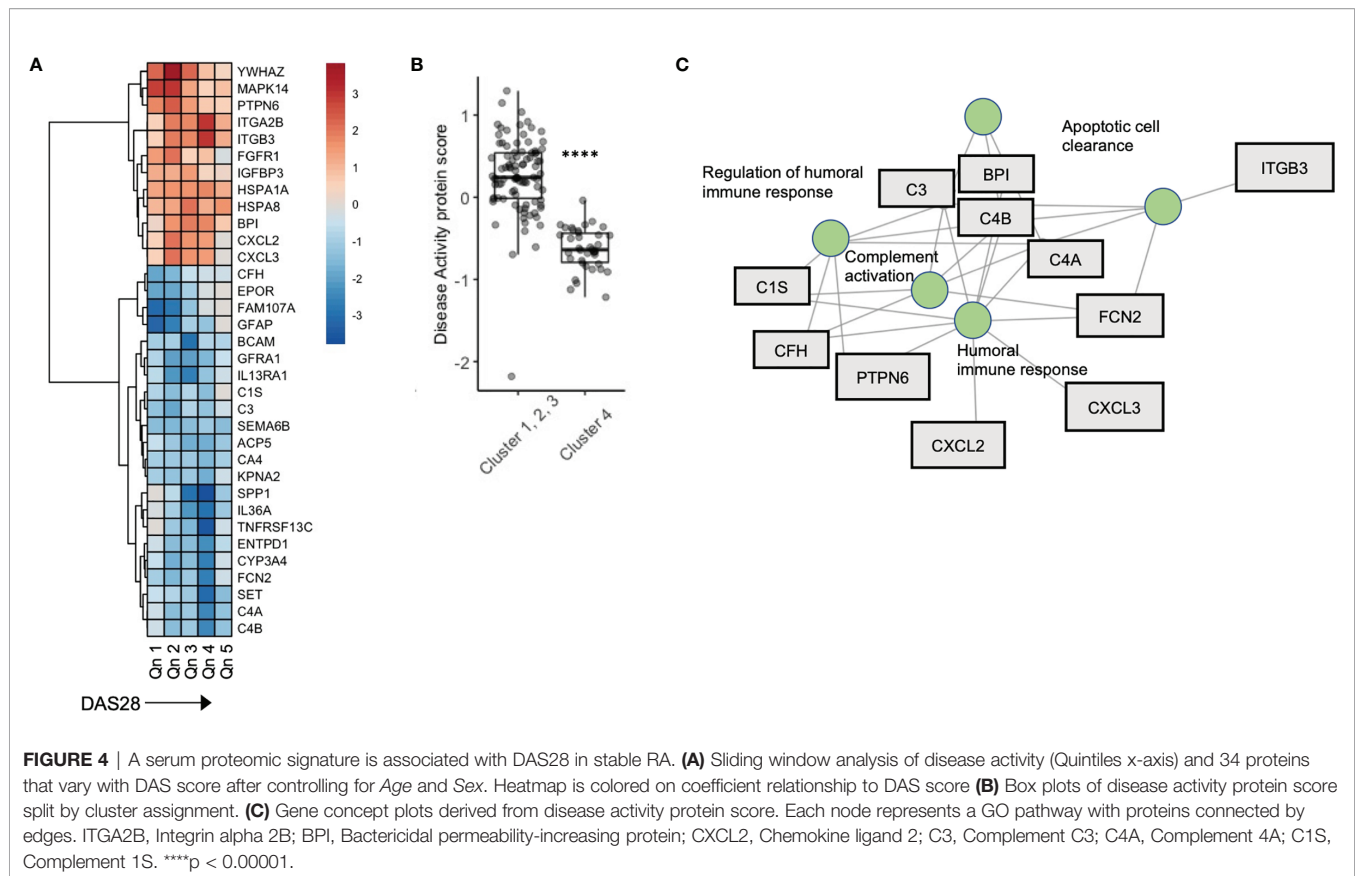 A
YWHAZ
MAPK14
PTPN6
ITGA2B
ITGB3
FGFR1
IGFBP3
HSPA1A
HSPA8
BPI
CXCL2
CXCL3
CFH
EPOR
FAM107A
GFAP
BCAM
GFRA1
IL13RA1
C1S
C3
SEMA6B
ACP5
CA4
KPNA2
SPP1
IL36A
TNFRSF13C
ENTPD1
CYP3A4
FCN2
SET
C4A
C4B
Qn 1
Qn 2
Qn 3
Qn 4
Qn 5
DAS28
3
2
1
0
-1
-2
-3
B
Disease Activity protein score
1
0
-1
-2
****
Cluster 1, 2, 3
Cluster 4
C
Apoptotic cell
clearance
Regulation of humoral
immune response
ITGB3
BPI
C3
C4B
Complement
activation
C4A
C1S
FCN2
CFH
PTPN6
Humoral
immune response
CXCL3
CXCL2
FIGURE 4 | A serum proteomic signature is associated with DAS28 in stable RA. (A) Sliding window analysis of disease activity (Quintiles x-axis) and 34 proteins
that vary with DAS score after controlling for Age and Sex. Heatmap is colored on coefficient relationship to DAS score (B) Box plots of disease activity protein score
split by cluster assignment. (C) Gene concept plots derived from disease activity protein score. Each node represents a GO pathway with proteins connected by
edges. ITGA2B, Integrin alpha 2B; BPI, Bactericidal permeability-increasing protein; CXCL2, Chemokine ligand 2; C3, Complement C3; C4A, Complement 4A; C1S,
Complement 1S. ****p < 0.00001.